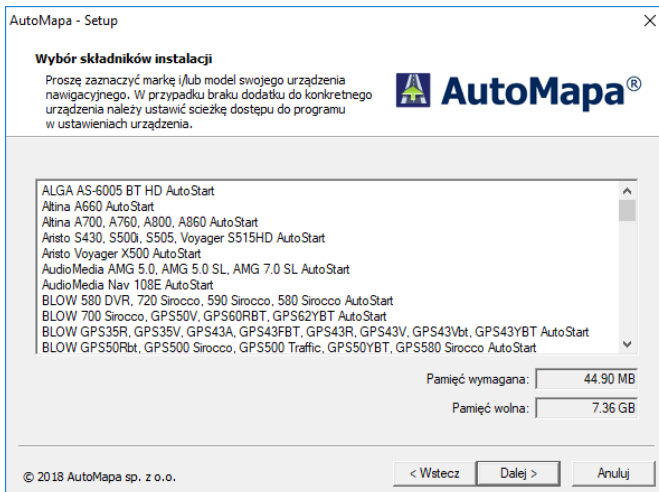 AutoMapa - Setup
Wybór składników instalacji
Proszę zaznaczyć markę i/lub model swojego urządzenia
nawigacyjnego. W przypadku braku dodatku do konkretnego
urządzenia należy ustawić scieżkę dostępu do programu
w ustawieniach urządzenia.
AutoMapa®
ALGA AS-6005 BT HD AutoStart
Altina A660 AutoStart
Altina A700, A760, A800, A860 AutoStart
Aristo S430, S500i, S505, Voyager S515HD AutoStart
Aristo Voyager X500 AutoStart
AudioMedia AMG 5.0, AMG 5.0 SL, AMG 7.0 SL AutoStart
AudioMedia Nav 108E AutoStart
BLOW 580 DVR, 720 Sirocco, 590 Sirocco, 580 Sirocco AutoStart
BLOW 700 Sirocco, GPS50V, GPS60RBT, GPS62YBT AutoStart
BLOW GPS35R, GPS35V, GPS43A, GPS43FBT, GPS43R, GPS43V, GPS43Vbt, GPS43YBT AutoStart
BLOW GPS50Rbt, GPS500 Sirocco, GPS500 Traffic, GPS50YBT, GPS580 Sirocco AutoStart
Pamięć wymagana: 44.90 MB
Pamięć wolna: 7.36 GB
© 2018 AutoMapa sp. z o.o.
< Wstecz
Dalej >
Anuluj